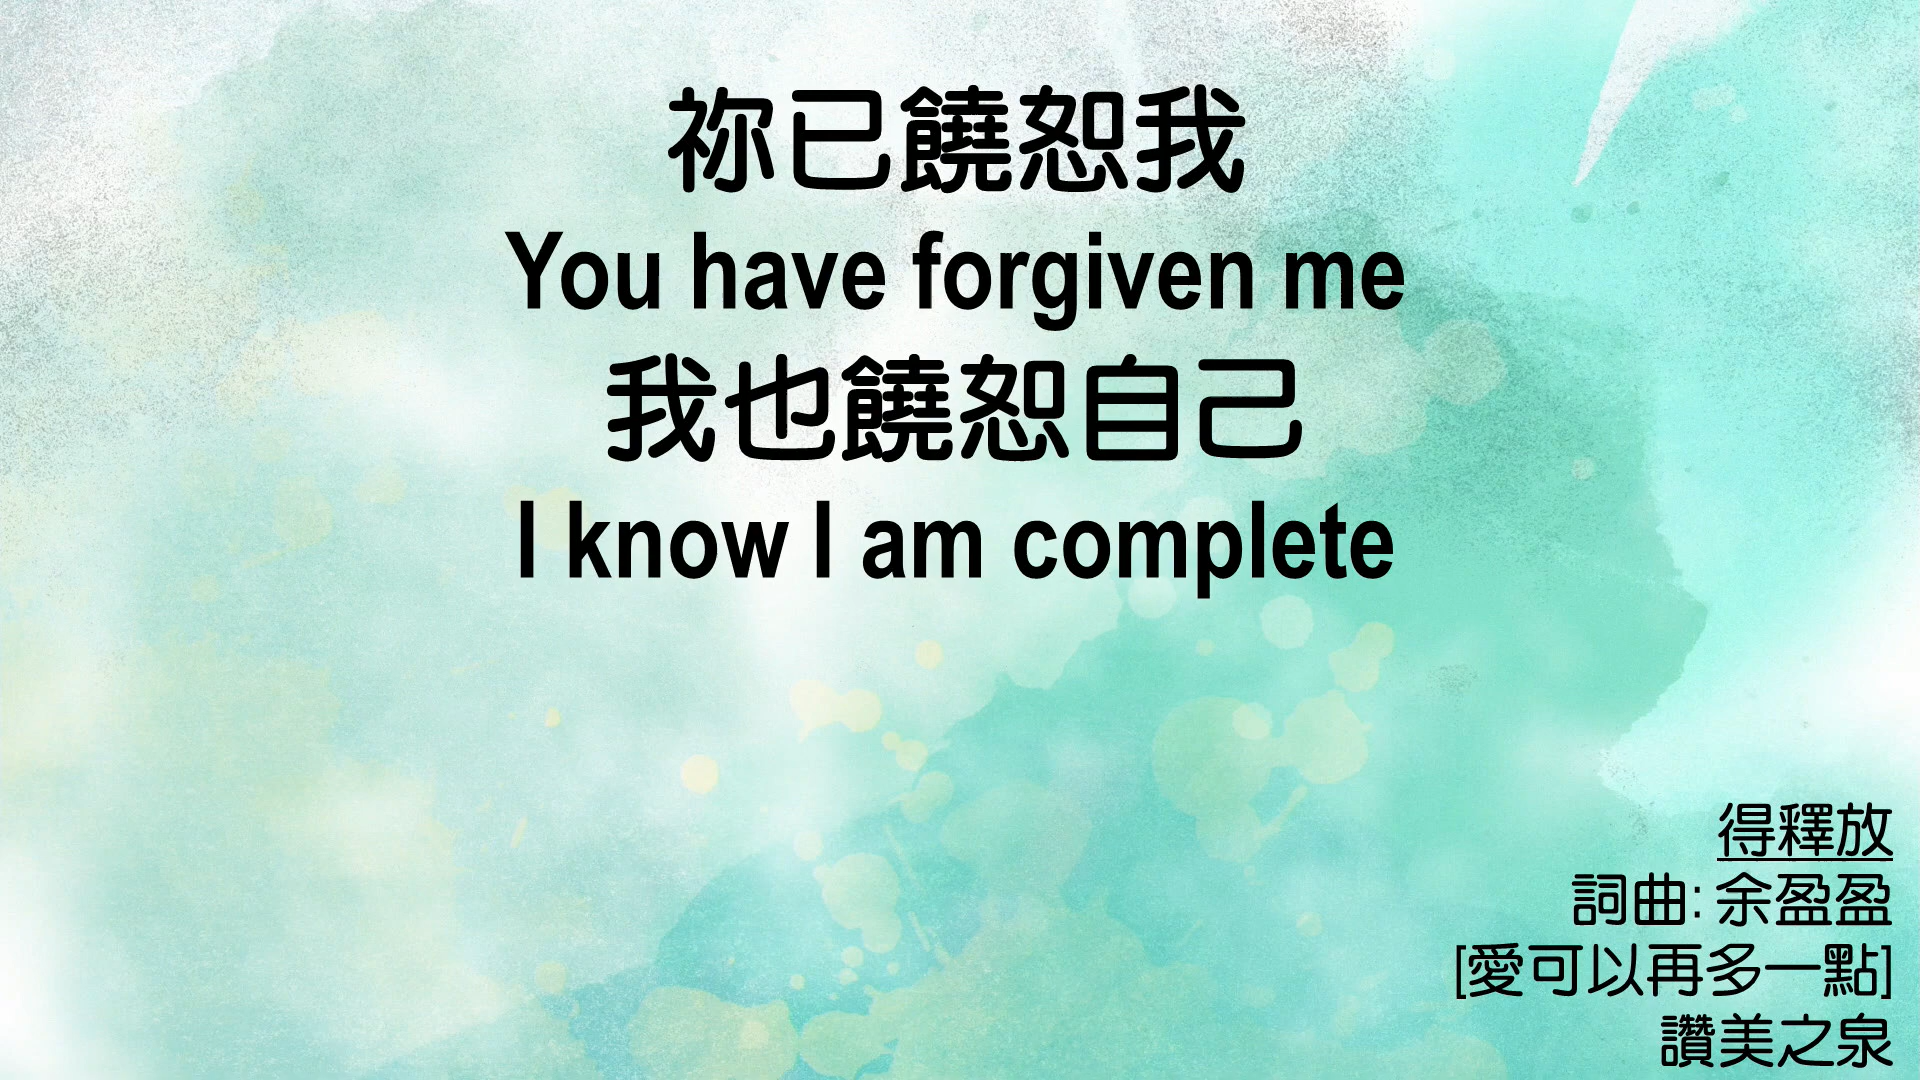 祢已饒恕我
You have forgiven me
我也饒恕自己
I know I am complete
得釋放
詞曲: 余盈盈
[愛可以再多一點]
讚美之泉